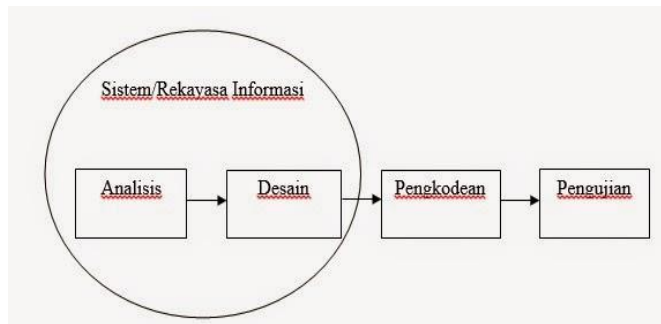 Sistem/Rekayasa Informasi
Analisis
Desain
Pengkodean
Pengujian